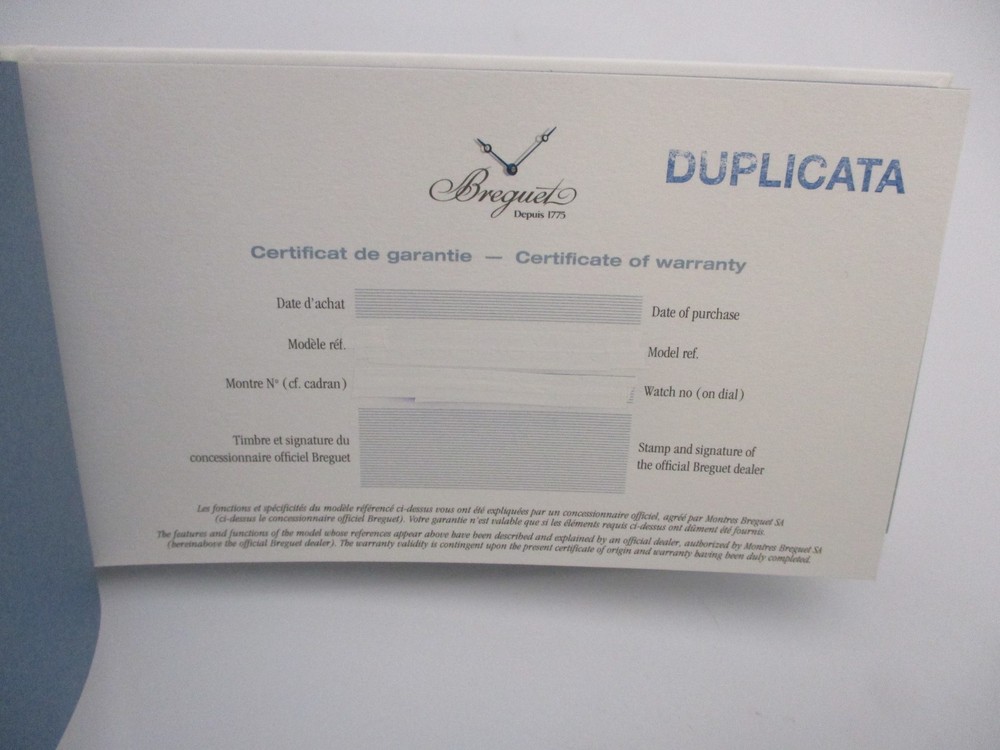 Breguet
Depuis 1775
DUPLICATA
Certificat de garantie — Certificate of warranty
Date d'achat
Date of purchase
Modèle réf.
Model ref.
Montre N° (cf. cadran)
Watch no (on dial)
Timbre et signature du
concessionnaire officiel Breguet
Stamp and signature of
the official Breguet dealer
Les fonctions et spécificités du modèle référencé ci-dessus vous ont été expliquées par un concessionnaire officiel, agréé par Montres Breguet SA
(ci-dessus le concessionnaire officiel Breguet). Votre garantie n'est valable que si les éléments requis ci-dessus ont dûment été fournis.
The features and functions of the model whose references appear above have been described and explained by an official dealer, authorized by Montres Breguet SA
(hereinabove the official Breguet dealer). The warranty validity is contingent upon the present certificate of origin and warranty having been duly completed.